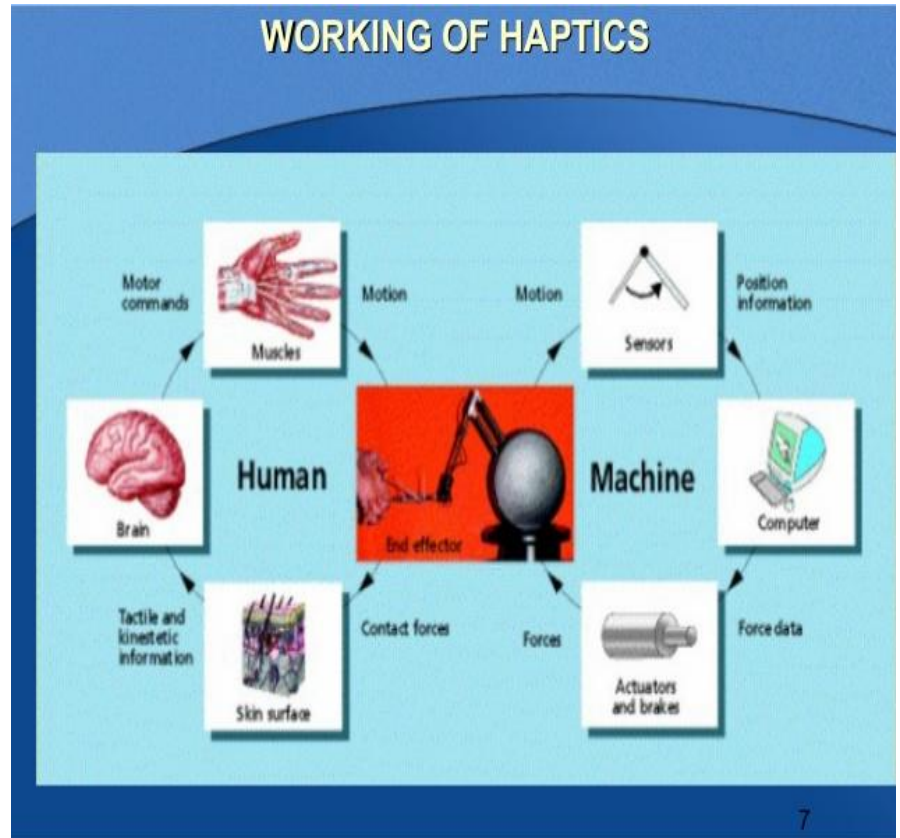 WORKING OF HAPTICS
Motor
commands
Muscles
Motion
Motion
Sensors
Position
information
Brain
Human
End effector
Machine
Computer
Tactile and
kinestetic
information
Skin surface
Contact forces
Forces
Actuators
and brakes
Force data
7